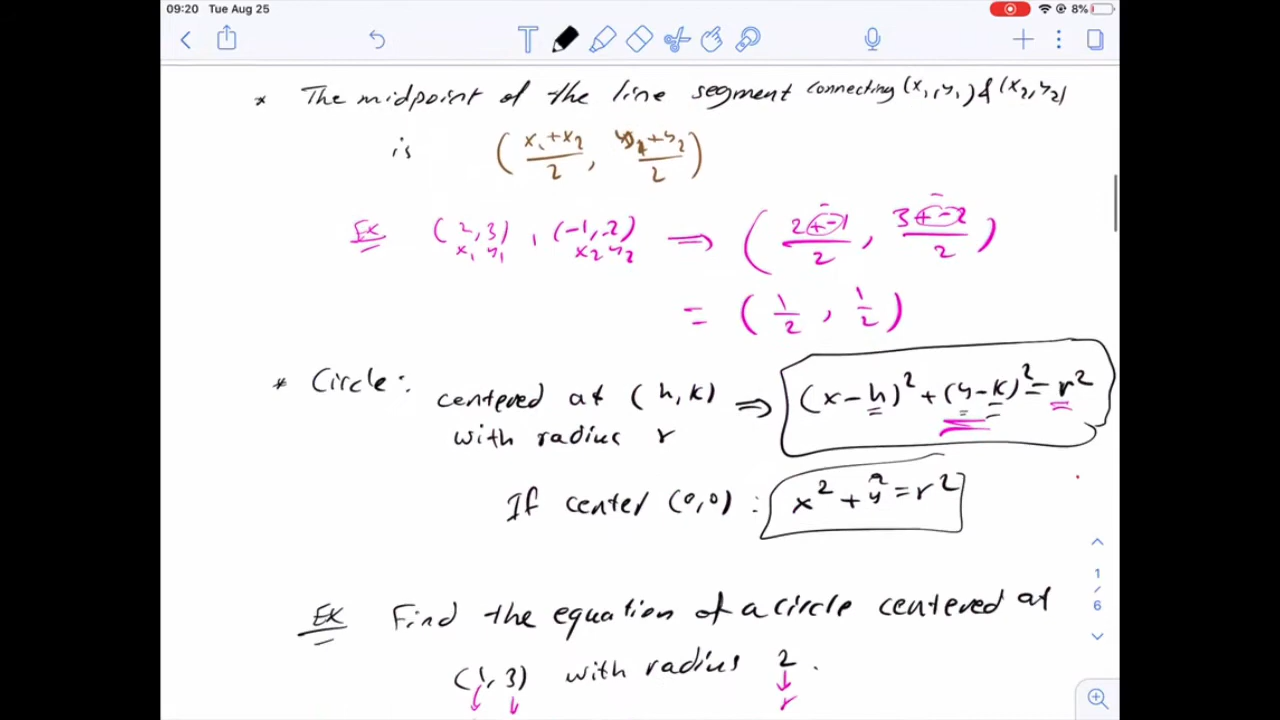 09:20 Tue Aug 25 8%
* The midpoint of the line segment connecting (x₁,y₁) & (x₂,y₂)
is ( x₁+x₂ / 2 , y₁+y₂ / 2 )
Ex (2,3) , (-1,-2) ⇒ ( 2+-1 / 2 , 3+-2 / 2 )
x₁ y₁ x₂ y₂
= ( 1/2 , 1/2 )
* Circle: centered at (h,k) ⇒ (x-h)² + (y-k)² = r²
with radius r
If center (0,0) : x² + y² = r²
Ex Find the equation of a circle centered at
(1,3) with radius 2 .
r
1 / 6